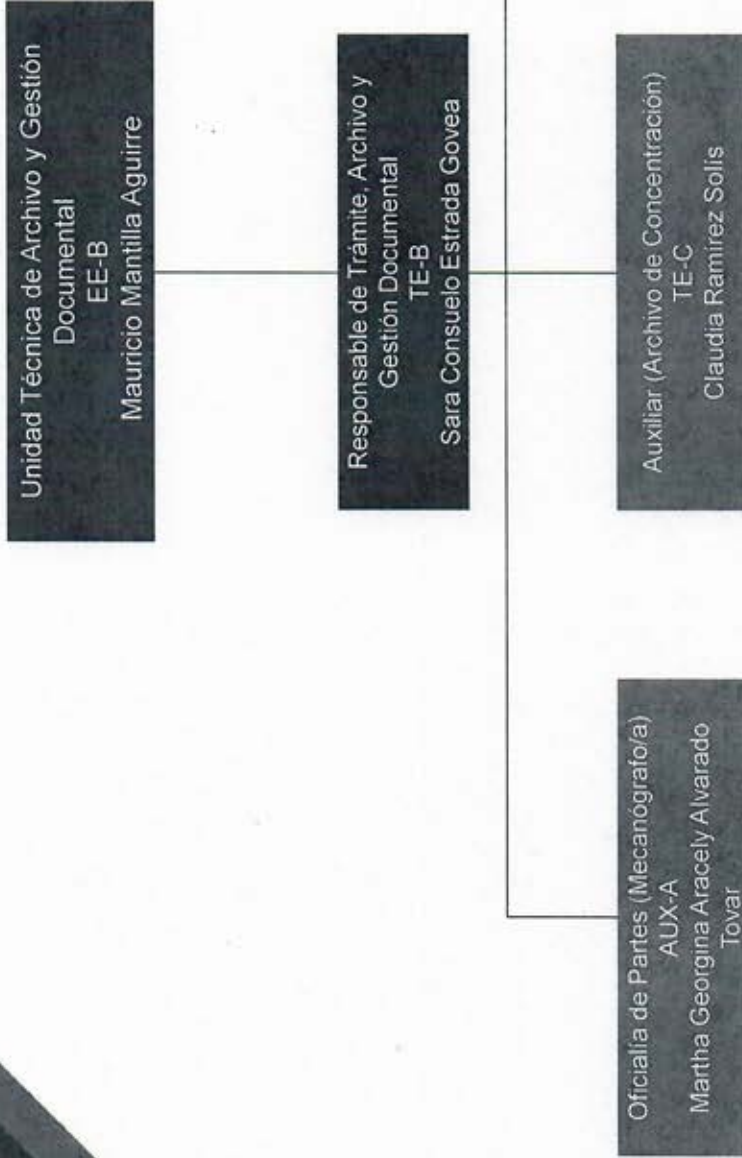 Unidad Técnica de Archivo y Gestión
Documental
EE-B
Mauricio Mantilla Aguirre
Responsable de Trámite, Archivo y
Gestión Documental
TE-B
Sara Consuelo Estrada Govea
Oficialía de Partes (Mecanógrafo/a)
AUX-A
Martha Georgina Aracely Alvarado
Tovar
Auxiliar (Archivo de Concentración)
TE-C
Claudia Ramírez Solís